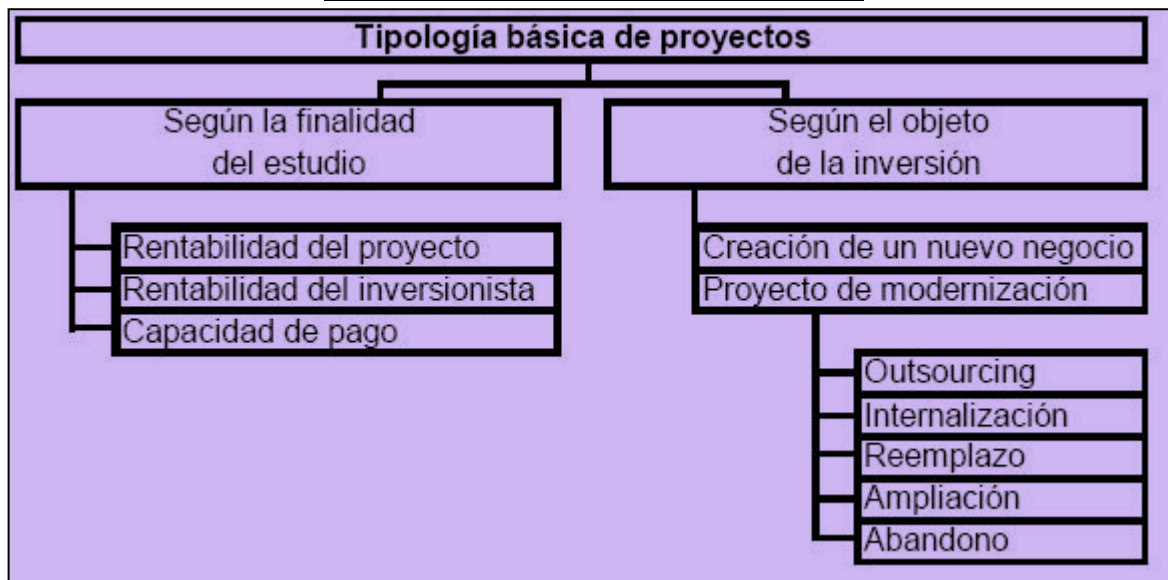 Tipología básica de proyectos
Según la finalidad
del estudio
Rentabilidad del proyecto
Rentabilidad del inversionista
Capacidad de pago
Según el objeto
de la inversión
Creación de un nuevo negocio
Proyecto de modernización
Outsourcing
Internalización
Reemplazo
Ampliación
Abandono